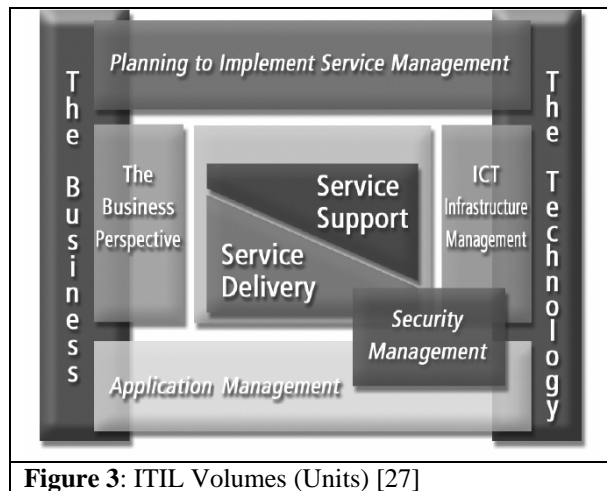 Planning to Implement Service Management
The Business
The
Business
Perspective
Service
Support
Service
Delivery
ICT
Infrastructure
Management
The Technology
Security
Management
Application Management
Figure 3: ITIL Volumes (Units) [27]